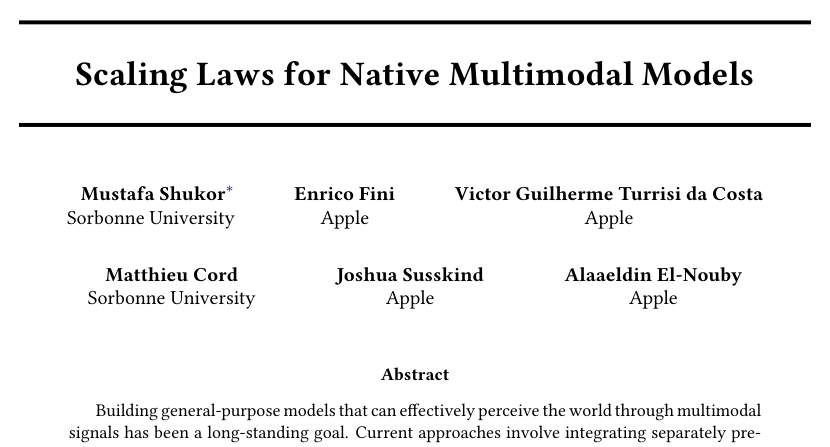 Scaling Laws for Native Multimodal Models
Mustafa Shukor* Enrico Fini Victor Guilherme Turrisi da Costa
Sorbonne University Apple Apple
Matthieu Cord Joshua Susskind Alaaeldin El-Nouby
Sorbonne University Apple Apple
Abstract
Building general-purpose models that can effectively perceive the world through multimodal
signals has been a long-standing goal. Current approaches involve integrating separately pre-